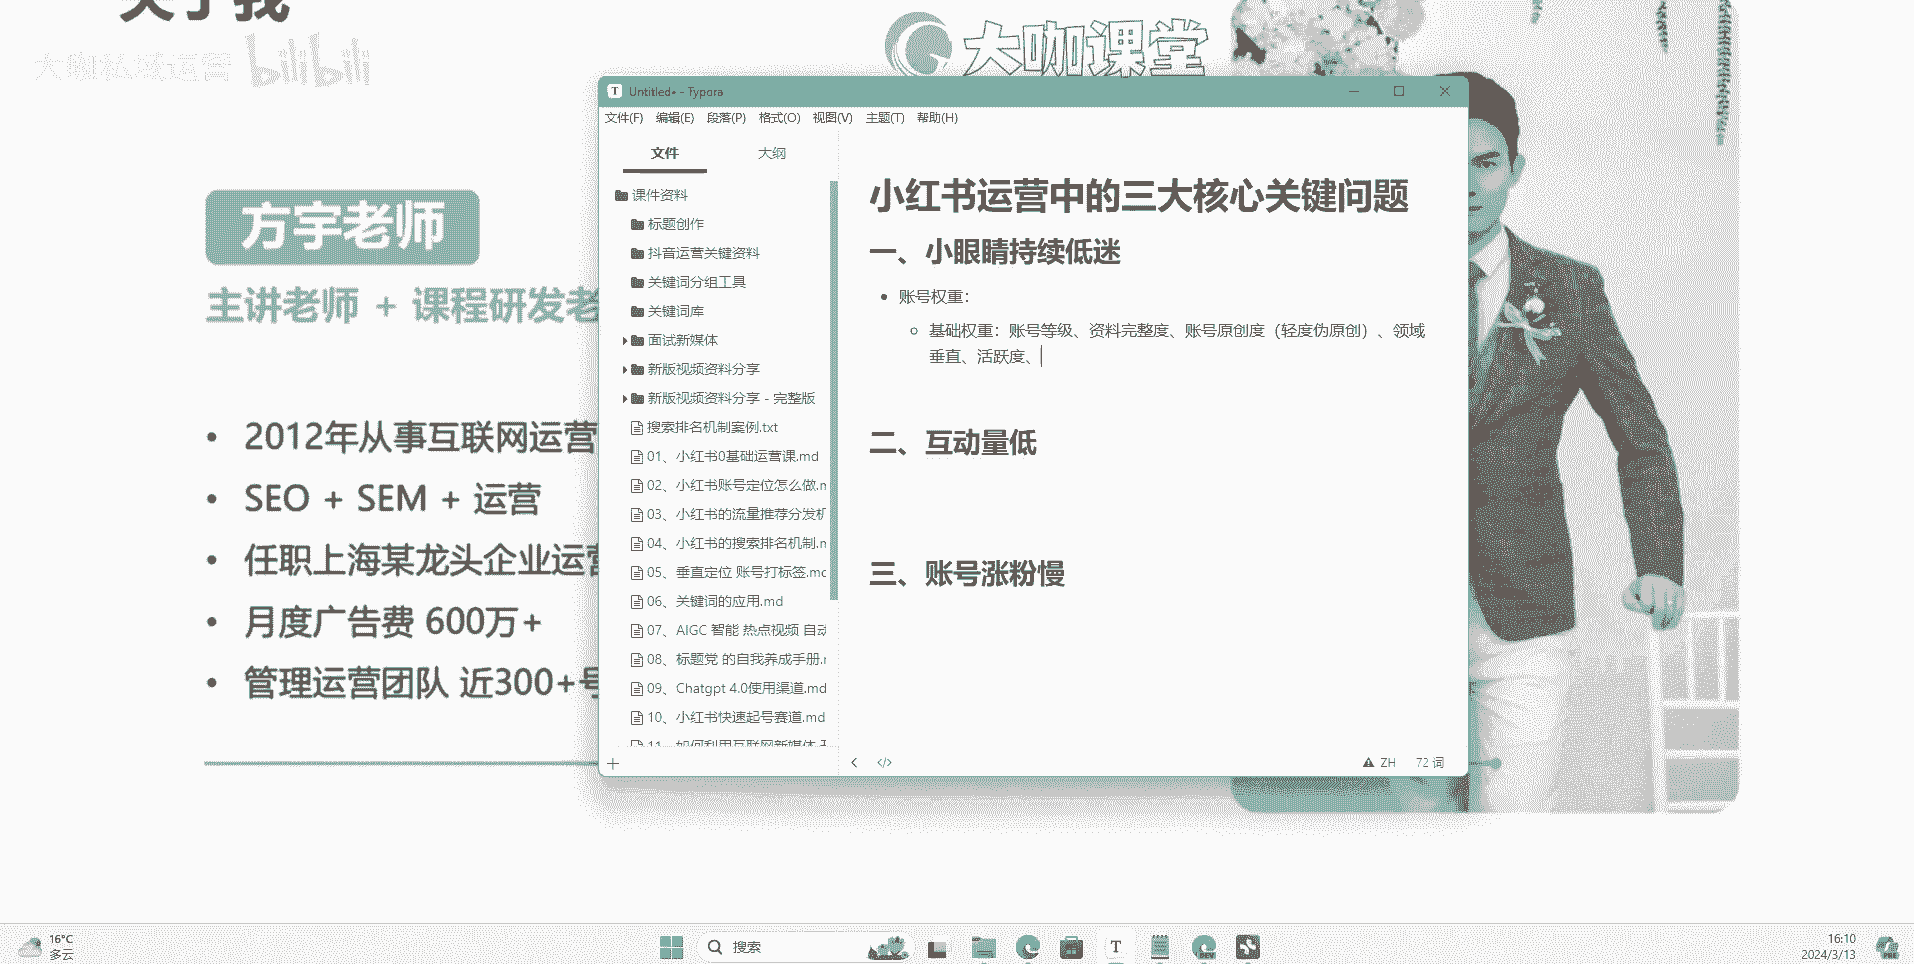 关于我
大咖私域运营 bilibili
大咖课堂
方宇老师
主讲老师 + 课程研发老
2012年从事互联网运营
SEO + SEM + 运营
任职上海某龙头企业运营
月度广告费 600万+
管理运营团队 近300+号
Untitled• - Typora
文件(F) 编辑(E) 段落(P) 格式(O) 视图(V) 主题(T) 帮助(H)
文件 大纲
课件资料
标题创作
抖音运营关键资料
关键词分组工具
关键词库
面试新媒体
新版视频资料分享
新版视频资料分享 - 完整版
搜索排名机制案例.txt
01、小红书0基础运营课.md
02、小红书账号定位怎么做.m
03、小红书的流量推荐分发机
04、小红书的搜索排名机制.m
05、垂直定位 账号打标签.md
06、关键词的应用.md
07、AIGC 智能 热点视频 自动
08、标题党 的自我养成手册.m
09、Chatgpt 4.0使用渠道.md
10、小红书快速起号赛道.md
11、如何利用互联网新媒体
小红书运营中的三大核心关键问题
一、小眼睛持续低迷
账号权重：
基础权重：账号等级、资料完整度、账号原创度（轻度伪原创）、领域
垂直、活跃度、
二、互动量低
三、账号涨粉慢
ZH 72 词
16°C
多云
搜索
T
DEV
16:10
2024/3/13
PRE